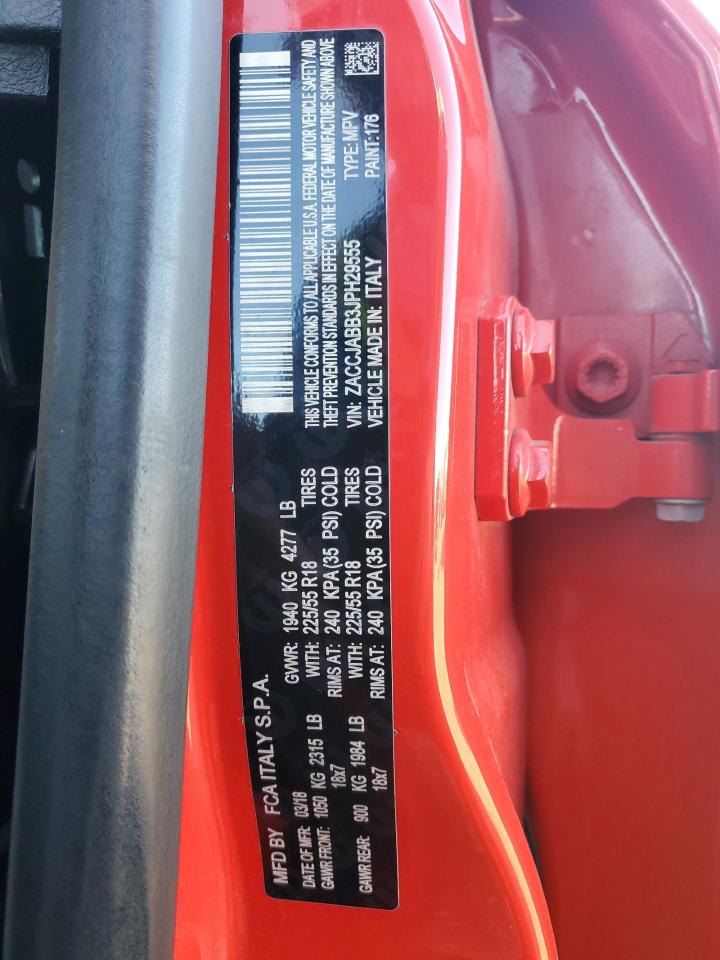 MFD BY FCA ITALY S.P.A.
DATE OF MFR: 03/18 GVWR: 1940 KG 4277 LB
GAWR FRONT: 1050 KG 2315 LB WITH: 225/55 R18 TIRES
18x7 RIMS AT: 240 KPA(35 PSI) COLD
GAWR REAR: 900 KG 1984 LB WITH: 225/55 R18 TIRES
18x7 RIMS AT: 240 KPA(35 PSI) COLD
THIS VEHICLE CONFORMS TO ALL APPLICABLE U.S.A. FEDERAL MOTOR VEHICLE SAFETY AND
THEFT PREVENTION STANDARDS IN EFFECT ON THE DATE OF MANUFACTURE SHOWN ABOVE
VIN: ZACCJABB3JPH29555 TYPE: MPV
VEHICLE MADE IN: ITALY PAINT: 176